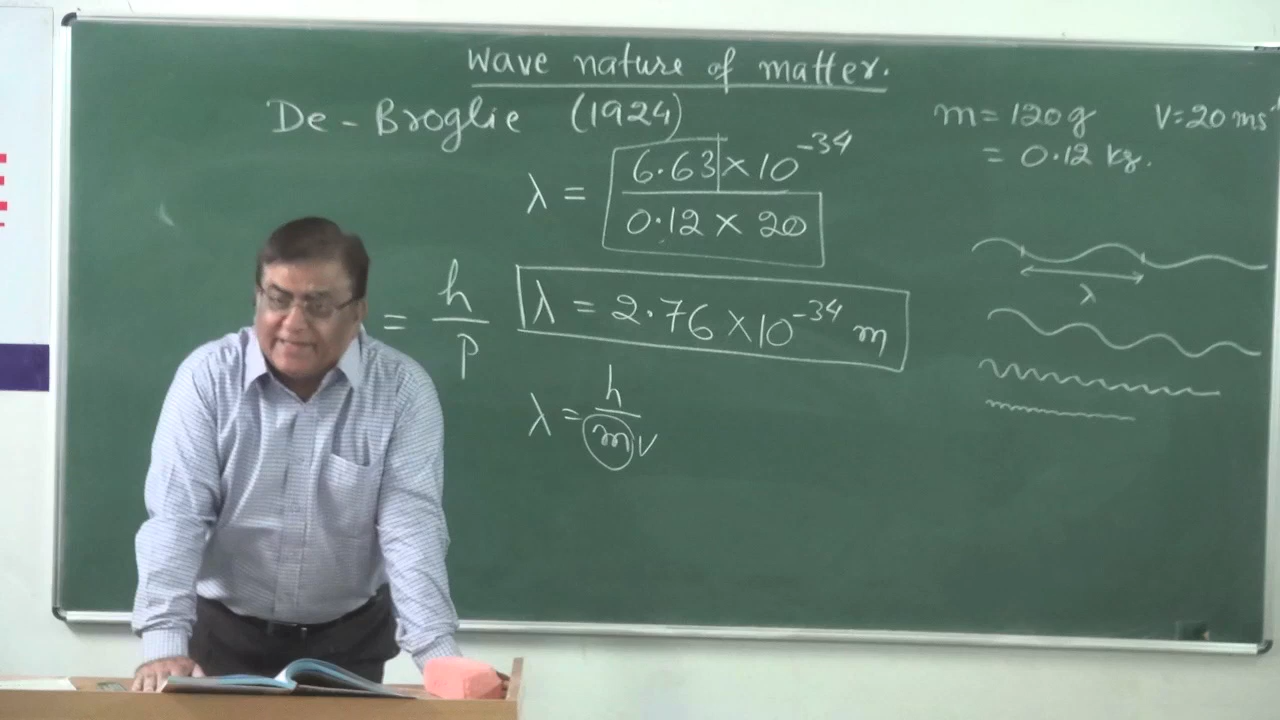 Wave nature of matter.
De-Broglie (1924)
m = 120 g
= 0.12 kg.
V = 20 ms⁻
λ = 6.63 × 10⁻³⁴
0.12 × 20
= h
p
λ = 2.76 × 10⁻³⁴ m
λ = h
mv
λ